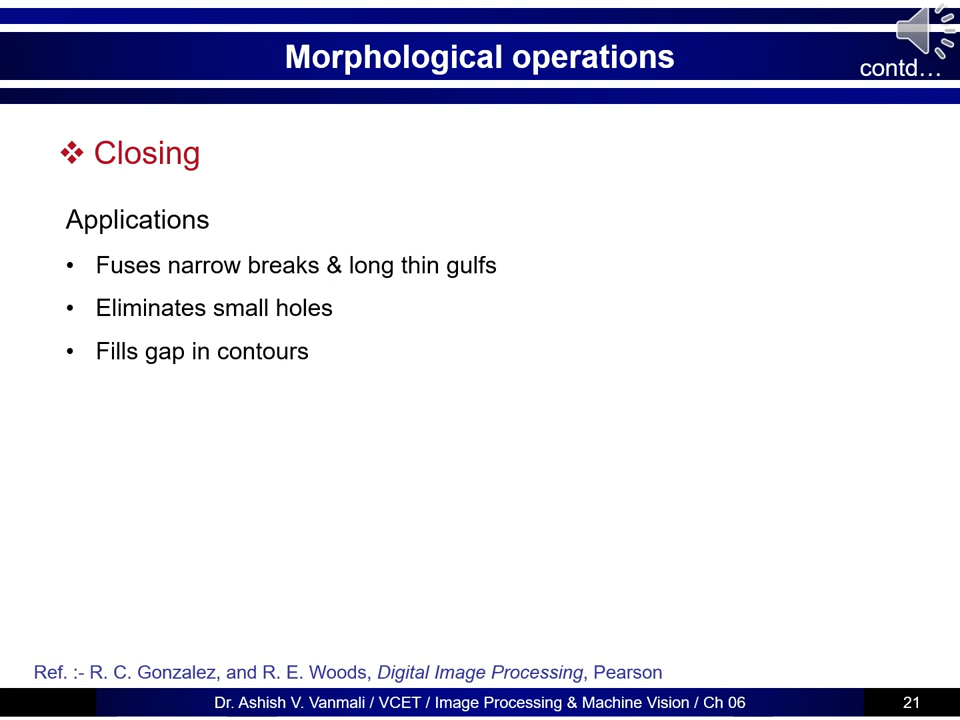 Morphological operations
contd…
❖ Closing
Applications
• Fuses narrow breaks & long thin gulfs
• Eliminates small holes
• Fills gap in contours
Ref. :- R. C. Gonzalez, and R. E. Woods, Digital Image Processing, Pearson
Dr. Ashish V. Vanmali / VCET / Image Processing & Machine Vision / Ch 06 21